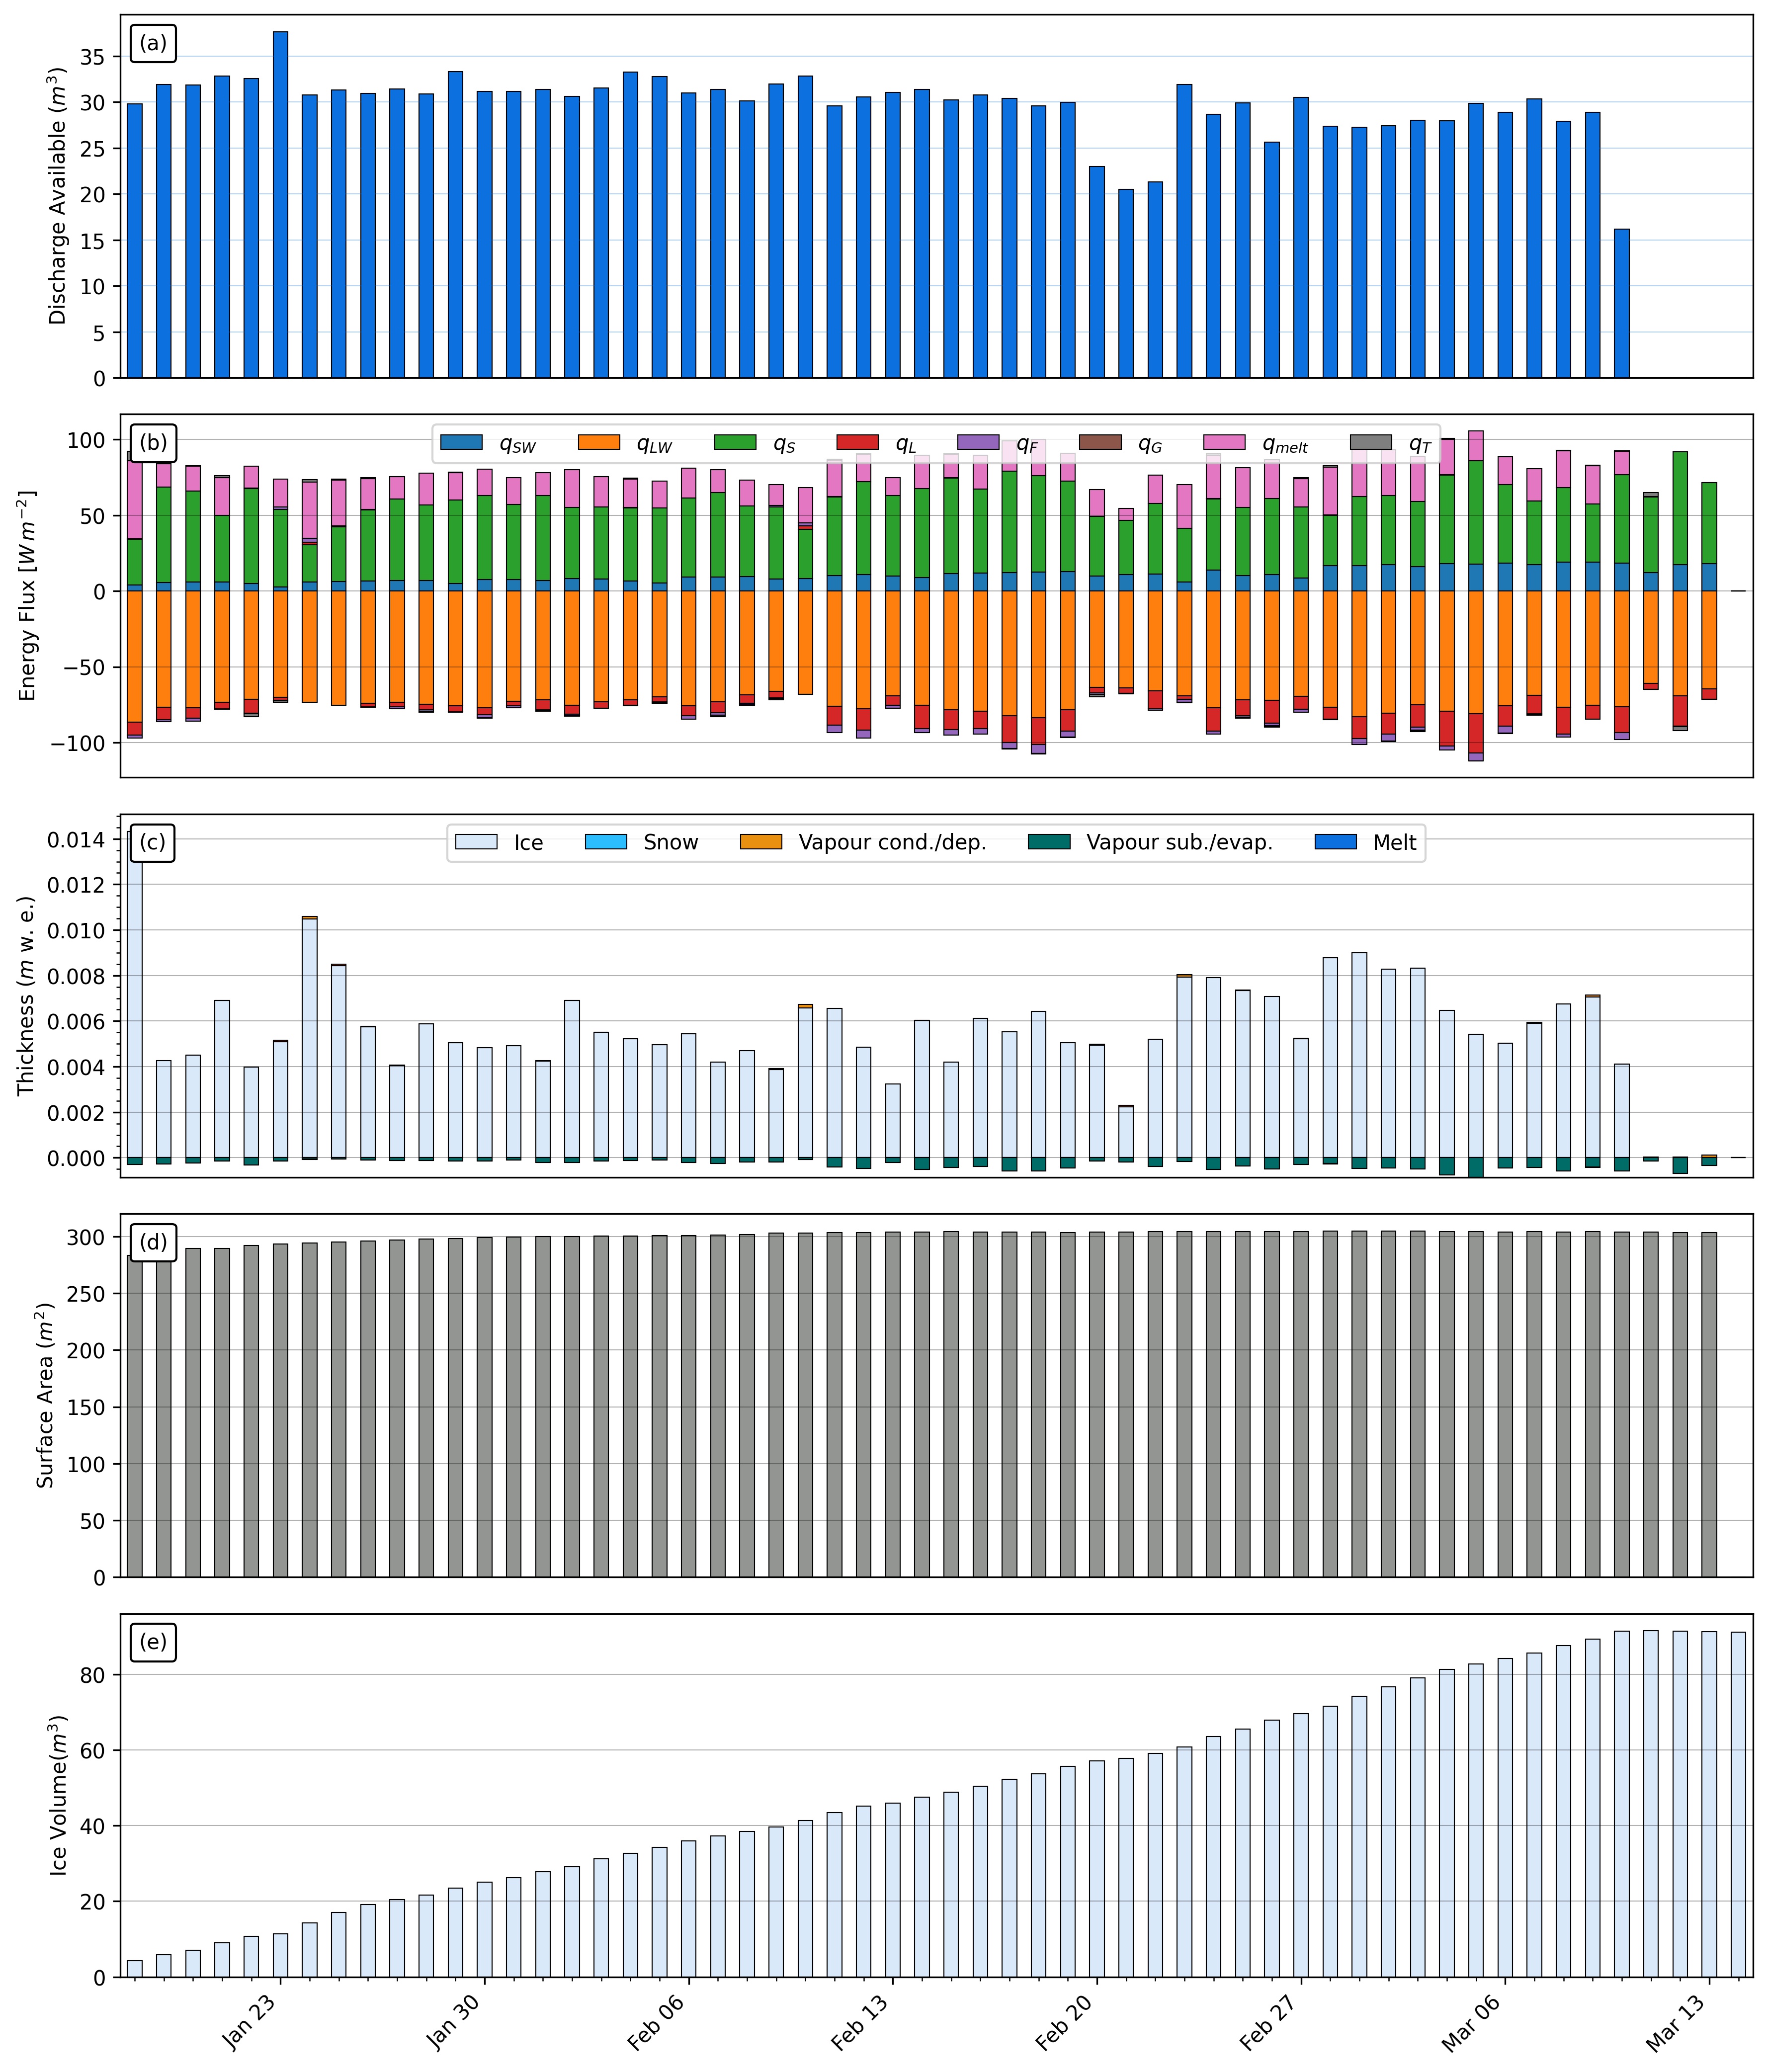 (a)
Discharge Available (m³)
35
30
25
20
15
10
5
0
(b)
q_SW q_LW q_S q_L q_F q_G q_melt q_T
Energy Flux [W m⁻²]
100
50
0
−50
−100
(c)
Ice Snow Vapour cond./dep. Vapour sub./evap. Melt
Thickness (m w. e.)
0.014
0.012
0.010
0.008
0.006
0.004
0.002
0.000
(d)
Surface Area (m²)
300
250
200
150
100
50
0
(e)
Ice Volume(m³)
80
60
40
20
0
Jan 23 Jan 30 Feb 06 Feb 13 Feb 20 Feb 27 Mar 06 Mar 13